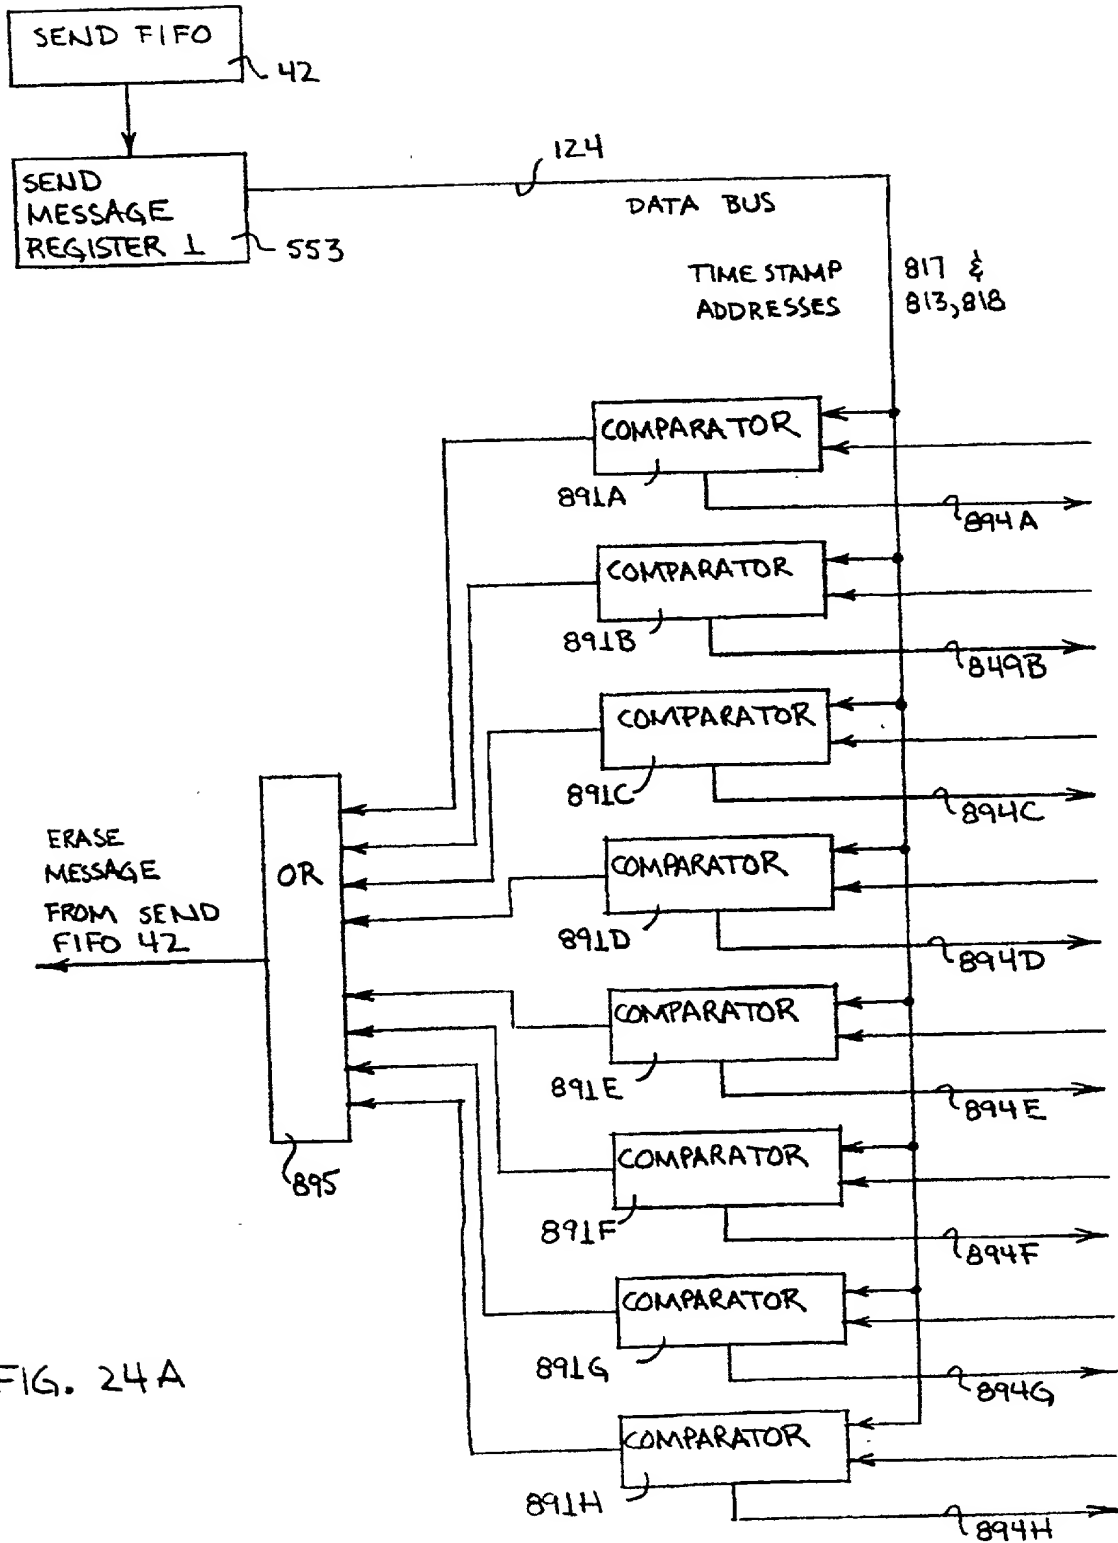 SEND FIFO
42
124
SEND
MESSAGE
REGISTER 1
553
DATA BUS
TIME STAMP
ADDRESSES
817 &
813,818
COMPARATOR
891A
894A
COMPARATOR
891B
849B
COMPARATOR
891C
894C
ERASE
MESSAGE
FROM SEND
FIFO 42
OR
895
COMPARATOR
891D
894D
COMPARATOR
891E
894E
COMPARATOR
891F
894F
COMPARATOR
891G
894G
COMPARATOR
891H
894H
FIG. 24A